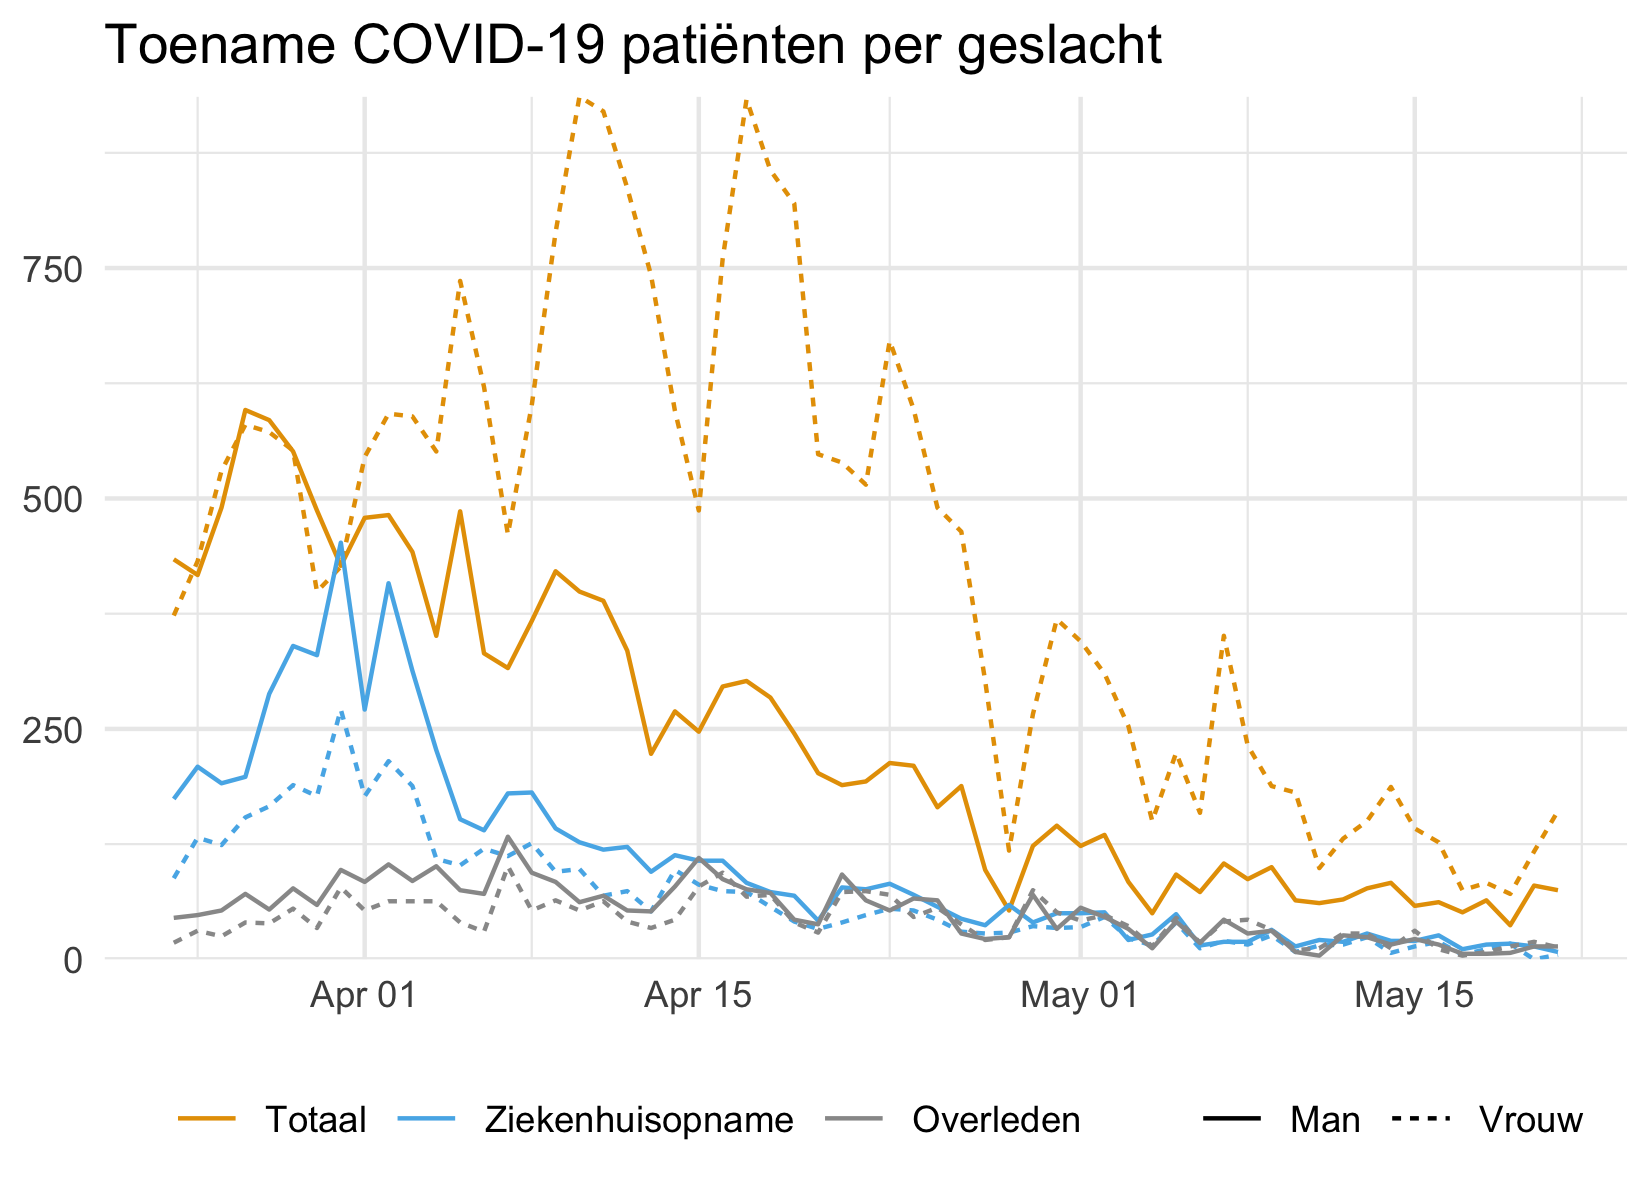 Toename COVID-19 patiënten per geslacht
750
500
250
0
Apr 01 Apr 15 May 01 May 15
Totaal Ziekenhuisopname Overleden Man Vrouw